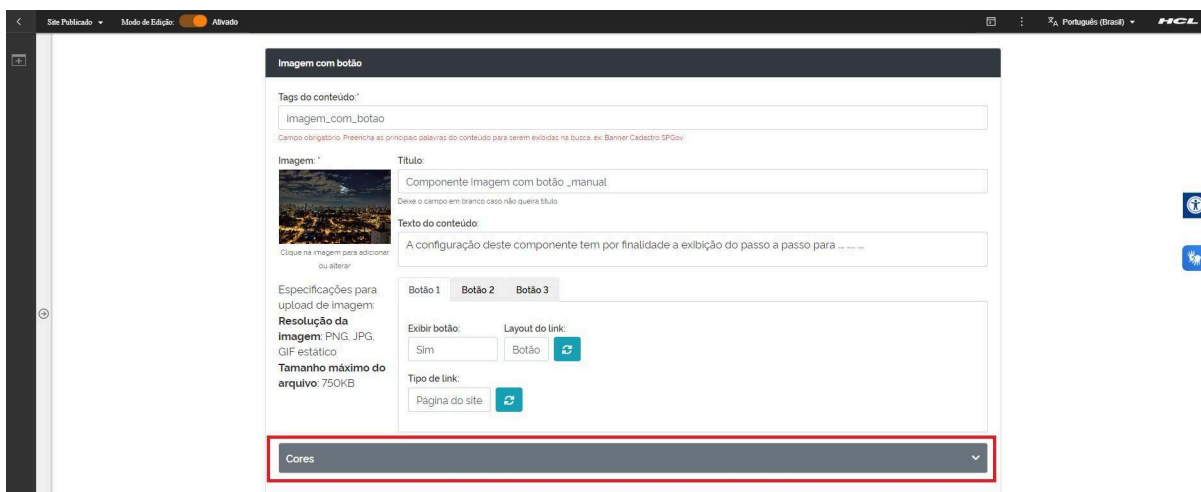 Site Publicado
Modo de Edição: Ativado
Português (Brasil)
HCL
Imagem com botão
Tags do conteúdo:*
imagem_com_botao
Campo obrigatório. Preencha as principais palavras do conteúdo para serem exibidas na busca. ex: Banner Cadastro SPGov
Imagem: *
Título:
Componente Imagem com botão _manual
Deixe o campo em branco caso não queira título.
Texto do conteúdo:
A configuração deste componente tem por finalidade a exibição do passo a passo para ... ... ...
Clique na imagem para adicionar
ou alterar
Especificações para
upload de imagem:
Resolução da
imagem: PNG, JPG,
GIF estático
Tamanho máximo do
arquivo: 750KB
Botão 1 Botão 2 Botão 3
Exibir botão: Layout do link:
Sim Botão
Tipo de link:
Página do site
Cores